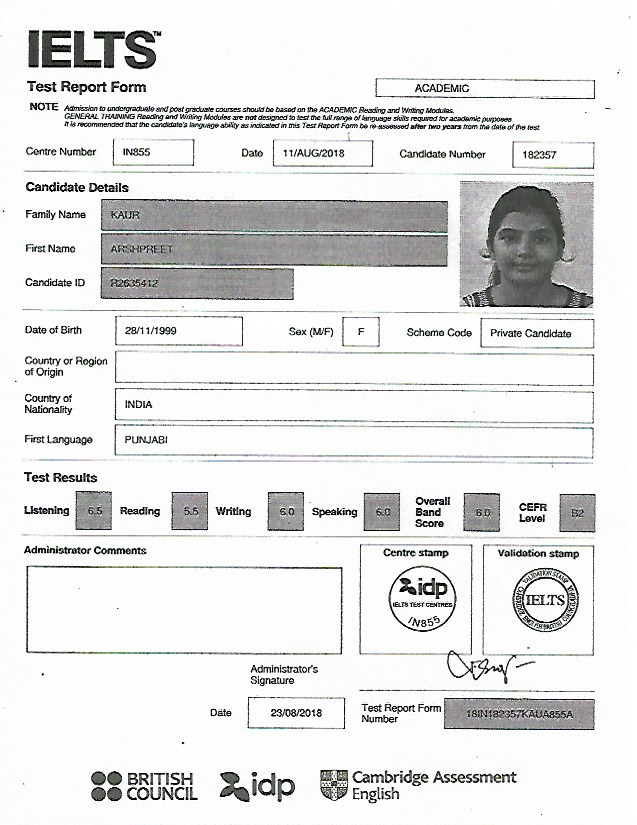 IELTS™
Test Report Form
ACADEMIC
NOTE Admission to undergraduate and post graduate courses should be based on the ACADEMIC Reading and Writing Modules.
GENERAL TRAINING Reading and Writing Modules are not designed to test the full range of language skills required for academic purposes.
It is recommended that the candidate's language ability as indicated in this Test Report Form be re-assessed after two years from the date of the test.
Centre Number IN855 Date 11/AUG/2018 Candidate Number 182357
Candidate Details
Family Name KAUR
First Name ARSHPREET
Candidate ID R2635412
Date of Birth 28/11/1999 Sex (M/F) F Scheme Code Private Candidate
Country or Region
of Origin
Country of
Nationality INDIA
First Language PUNJABI
Test Results
Listening 6.5 Reading 5.5 Writing 6.0 Speaking 6.0 Overall Band Score 6.0 CEFR Level B2
Administrator Comments
Centre stamp
Validation stamp
idp
IELTS TEST CENTRES
IN855
VALIDATION STAMP
IELTS
Administrator's
Signature
Date 23/08/2018
Test Report Form
Number 18IN182357KAUA855A
BRITISH
COUNCIL
idp
Cambridge Assessment
English